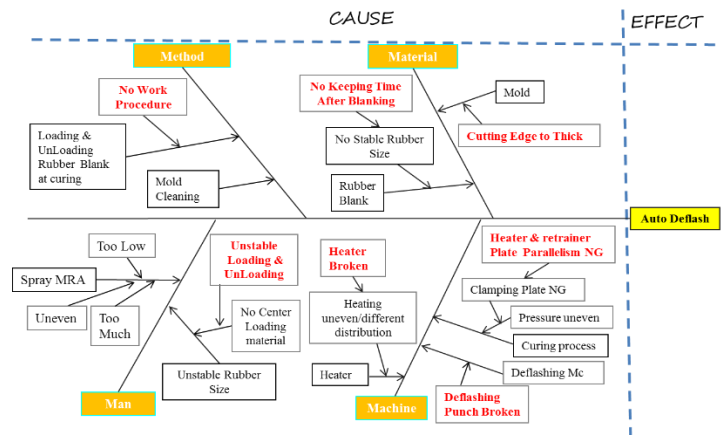 CAUSE
EFFECT
Method
Material
No Work
Procedure
No Keeping Time
After Blanking
Mold
Loading &
UnLoading
Rubber Blank
at curing
No Stable Rubber
Size
Cutting Edge to Thick
Mold
Cleaning
Rubber
Blank
Auto Deflash
Too Low
Unstable
Loading &
UnLoading
Heater
Broken
Heater & retrainer
Plate Parallelism NG
Spray MRA
Uneven
Too
Much
No Center
Loading
material
Heating
uneven/different
distribution
Clamping Plate NG
Pressure uneven
Curing process
Unstable Rubber
Size
Heater
Deflashing Mc
Man
Machine
Deflashing
Punch Broken